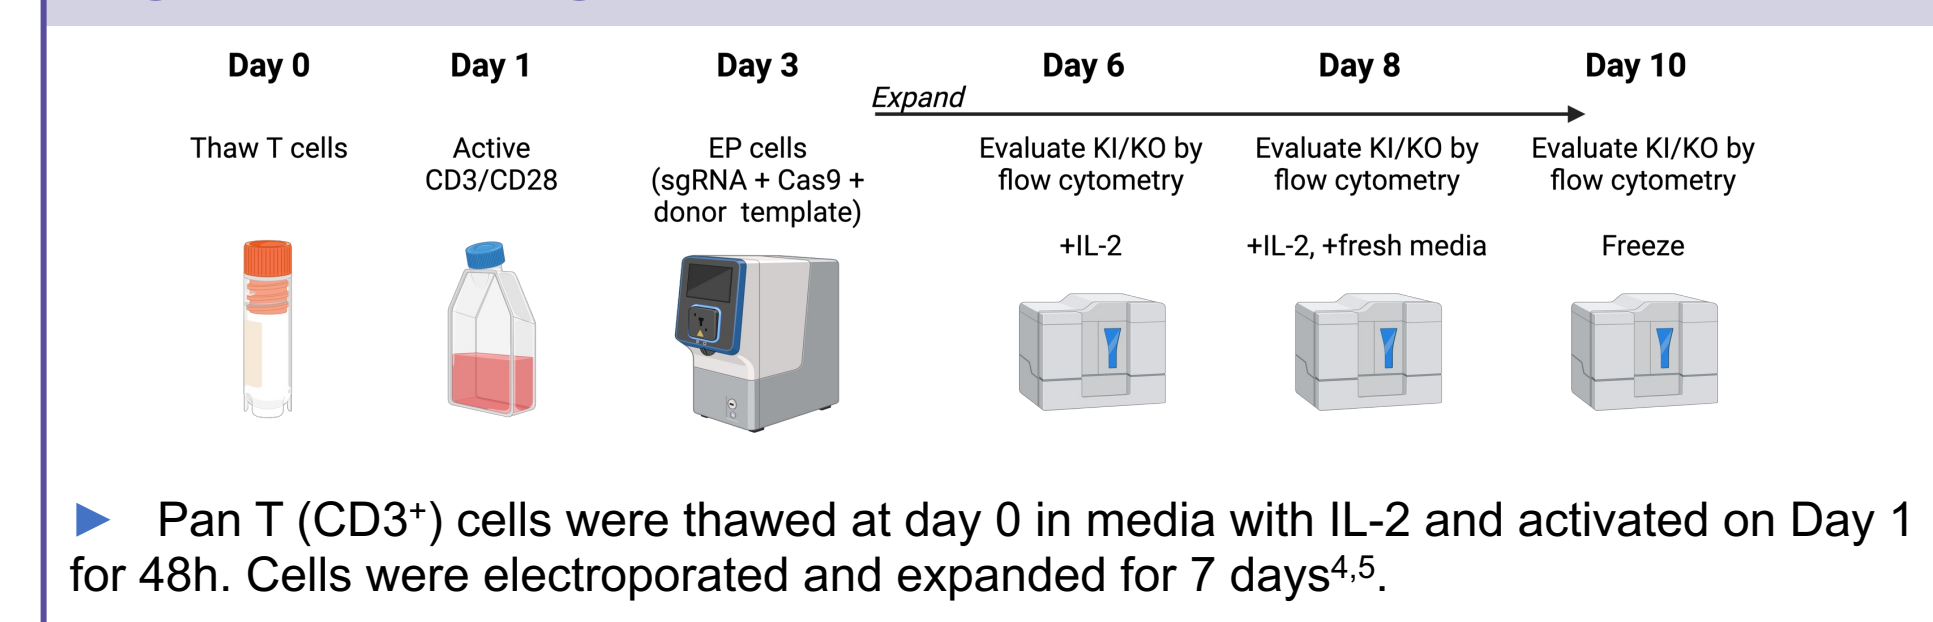 Day 0 Day 1 Day 3 Day 6 Day 8 Day 10
Expand
Thaw T cells
Active
CD3/CD28
EP cells
(sgRNA + Cas9 +
donor template)
Evaluate KI/KO by
flow cytometry
+IL-2
Evaluate KI/KO by
flow cytometry
+IL-2, +fresh media
Evaluate KI/KO by
flow cytometry
Freeze
► Pan T (CD3⁺) cells were thawed at day 0 in media with IL-2 and activated on Day 1
for 48h. Cells were electroporated and expanded for 7 days⁴,⁵.